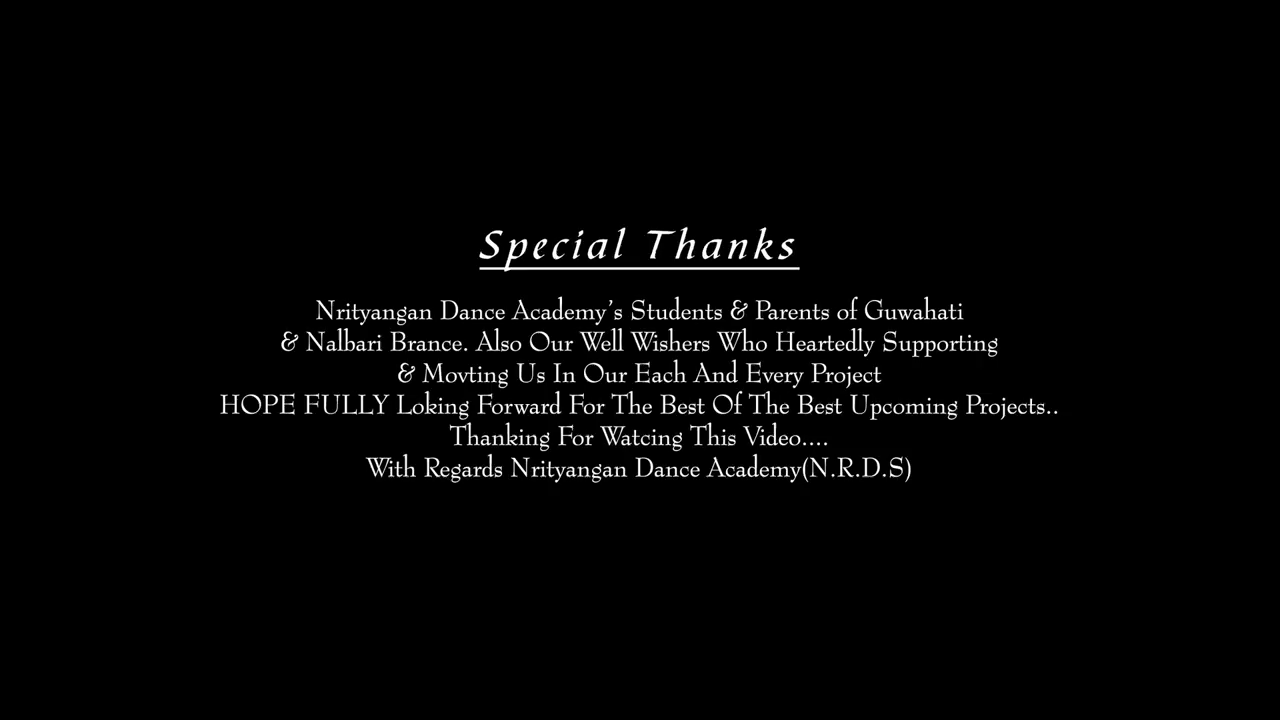 Special Thanks
Nrityangan Dance Academy's Students & Parents of Guwahati
& Nalbari Brance. Also Our Well Wishers Who Heartedly Supporting
& Movting Us In Our Each And Every Project
HOPE FULLY Loking Forward For The Best Of The Best Upcoming Projects..
Thanking For Watcing This Video....
With Regards Nrityangan Dance Academy(N.R.D.S)